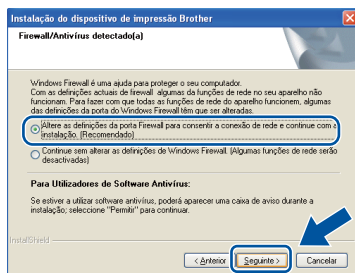 Instalação do dispositivo de impressão Brother
Firewall/Antivírus detectado(a)
Windows Firewall é uma ajuda para proteger o seu computador.
Com as definições actuais de firewall algumas da funções de rede no seu aparelho não
funcionam. Para fazer com que todas as funções de rede do aparelho funcionem, algumas
das definições da porta do Windows Firewall têm que ser alteradas.
Altere as definições da porta Firewall para consentir a conexão de rede e continue com a
instalação. (Recomendado)
Continue sem alterar as definições de Windows Firewall. (Algumas funções de rede serão
desactivadas)
Para Utilizadores de Software Antivírus:
Se estiver a utilizar software antivírus, poderá aparecer uma caixa de aviso durante a
instalação; seleccione "Permitir" para continuar.
InstallShield
< Anterior
Seguinte >
Cancelar